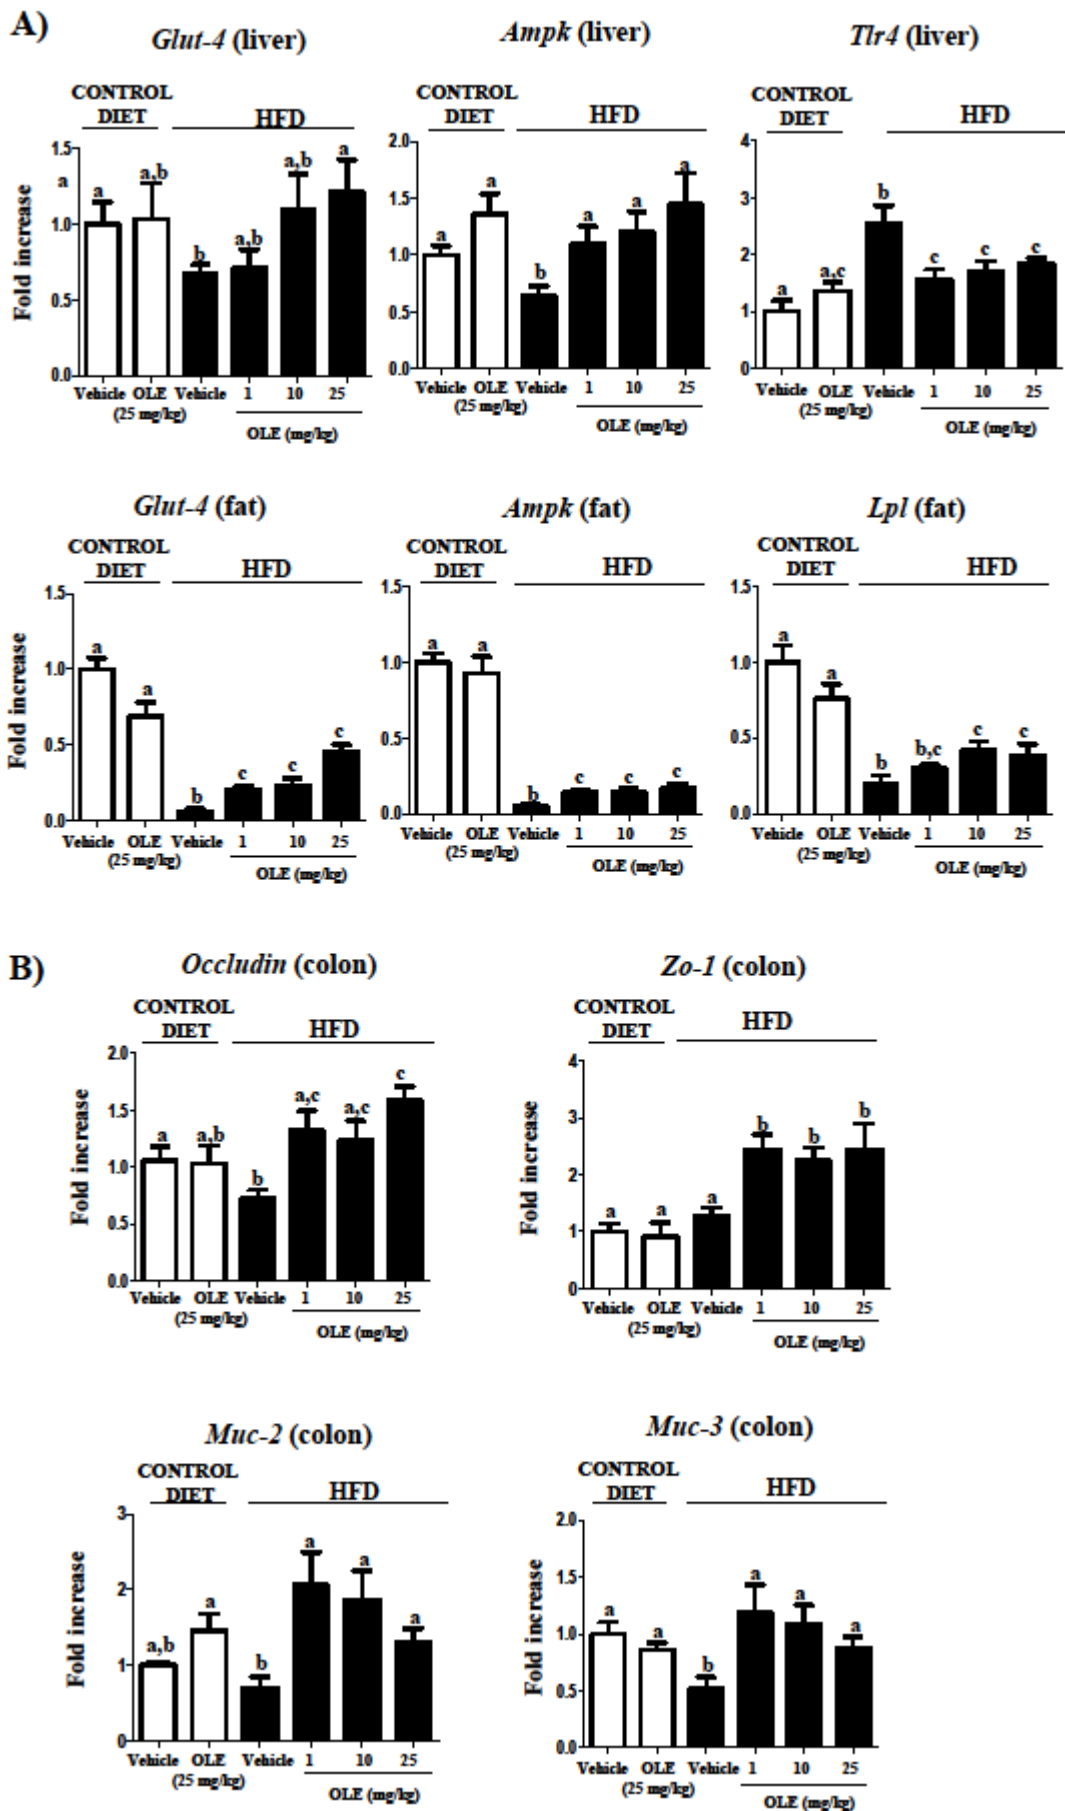 A)
Glut-4 (liver)
CONTROL
DIET
HFD
Fold increase
1.5
1.0
0.5
0.0
a
a
a,b
b
a,b
a,b
a
Vehicle OLE Vehicle 1 10 25
(25 mg/kg)
OLE (mg/kg)
Ampk (liver)
CONTROL
DIET
HFD
2.0
1.5
1.0
0.5
0.0
a
a
b
a
a
a
Vehicle OLE Vehicle 1 10 25
(25 mg/kg)
OLE (mg/kg)
Tlr4 (liver)
CONTROL
DIET
HFD
4
3
2
1
0
a
a,c
b
c
c
c
Vehicle OLE Vehicle 1 10 25
(25 mg/kg)
OLE (mg/kg)
Glut-4 (fat)
CONTROL
DIET
HFD
Fold increase
1.5
1.0
0.5
0.0
a
a
b
c
c
c
Vehicle OLE Vehicle 1 10 25
(25 mg/kg)
OLE (mg/kg)
Ampk (fat)
CONTROL
DIET
HFD
1.5
1.0
0.5
0.0
a
a
b
c
c
c
Vehicle OLE Vehicle 1 10 25
(25 mg/kg)
OLE (mg/kg)
Lpl (fat)
CONTROL
DIET
HFD
1.5
1.0
0.5
0.0
a
a
b
b,c
c
c
Vehicle OLE Vehicle 1 10 25
(25 mg/kg)
OLE (mg/kg)
B)
Occludin (colon)
CONTROL
DIET
HFD
Fold increase
2.0
1.5
1.0
0.5
0.0
a
a,b
b
a,c
a,c
c
Vehicle OLE Vehicle 1 10 25
(25 mg/kg)
OLE (mg/kg)
Zo-1 (colon)
CONTROL
DIET
HFD
Fold increase
4
3
2
1
0
a
a
a
b
b
b
Vehicle OLE Vehicle 1 10 25
(25 mg/kg)
OLE (mg/kg)
Muc-2 (colon)
CONTROL
DIET
HFD
Fold increase
3
2
1
0
a,b
a
b
a
a
a
Vehicle OLE Vehicle 1 10 25
(25 mg/kg)
OLE (mg/kg)
Muc-3 (colon)
CONTROL
DIET
HFD
Fold increase
2.0
1.5
1.0
0.5
0.0
a
a
b
a
a
a
Vehicle OLE Vehicle 1 10 25
(25 mg/kg)
OLE (mg/kg)